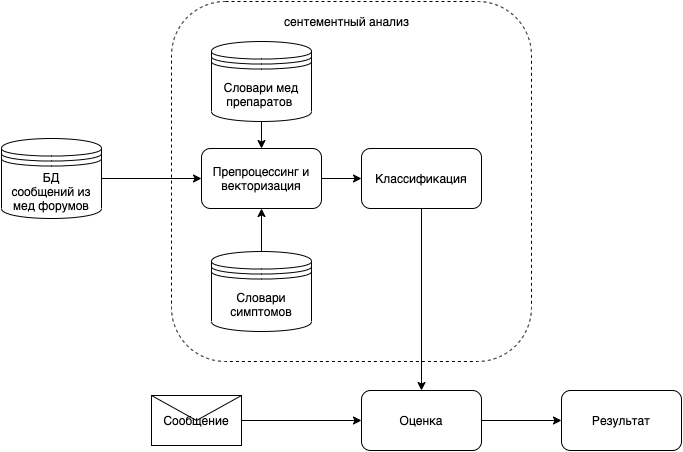 сентементный анализ
Словари мед
препаратов
БД
сообщений из
мед форумов
Препроцессинг и
векторизация
Классификация
Словари
симптомов
Сообщение
Оценка
Результат